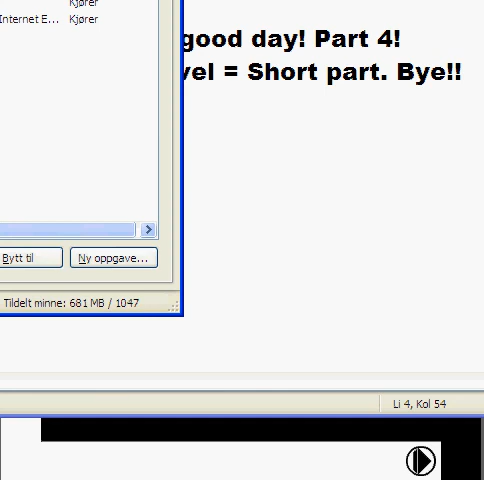 Kjører
Internet E... Kjører
good day! Part 4!
vel = Short part. Bye!!
Bytt til
Ny oppgave...
Tildelt minne: 681 MB / 1047
Li 4, Kol 54